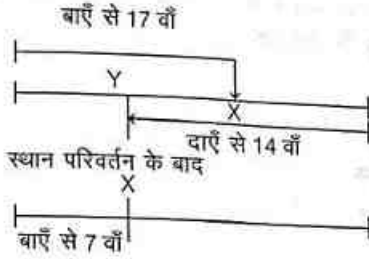 बाएँ से 17 वाँ
Y
X
दाएँ से 14 वाँ
स्थान परिवर्तन के बाद
X
बाएँ से 7 वाँ